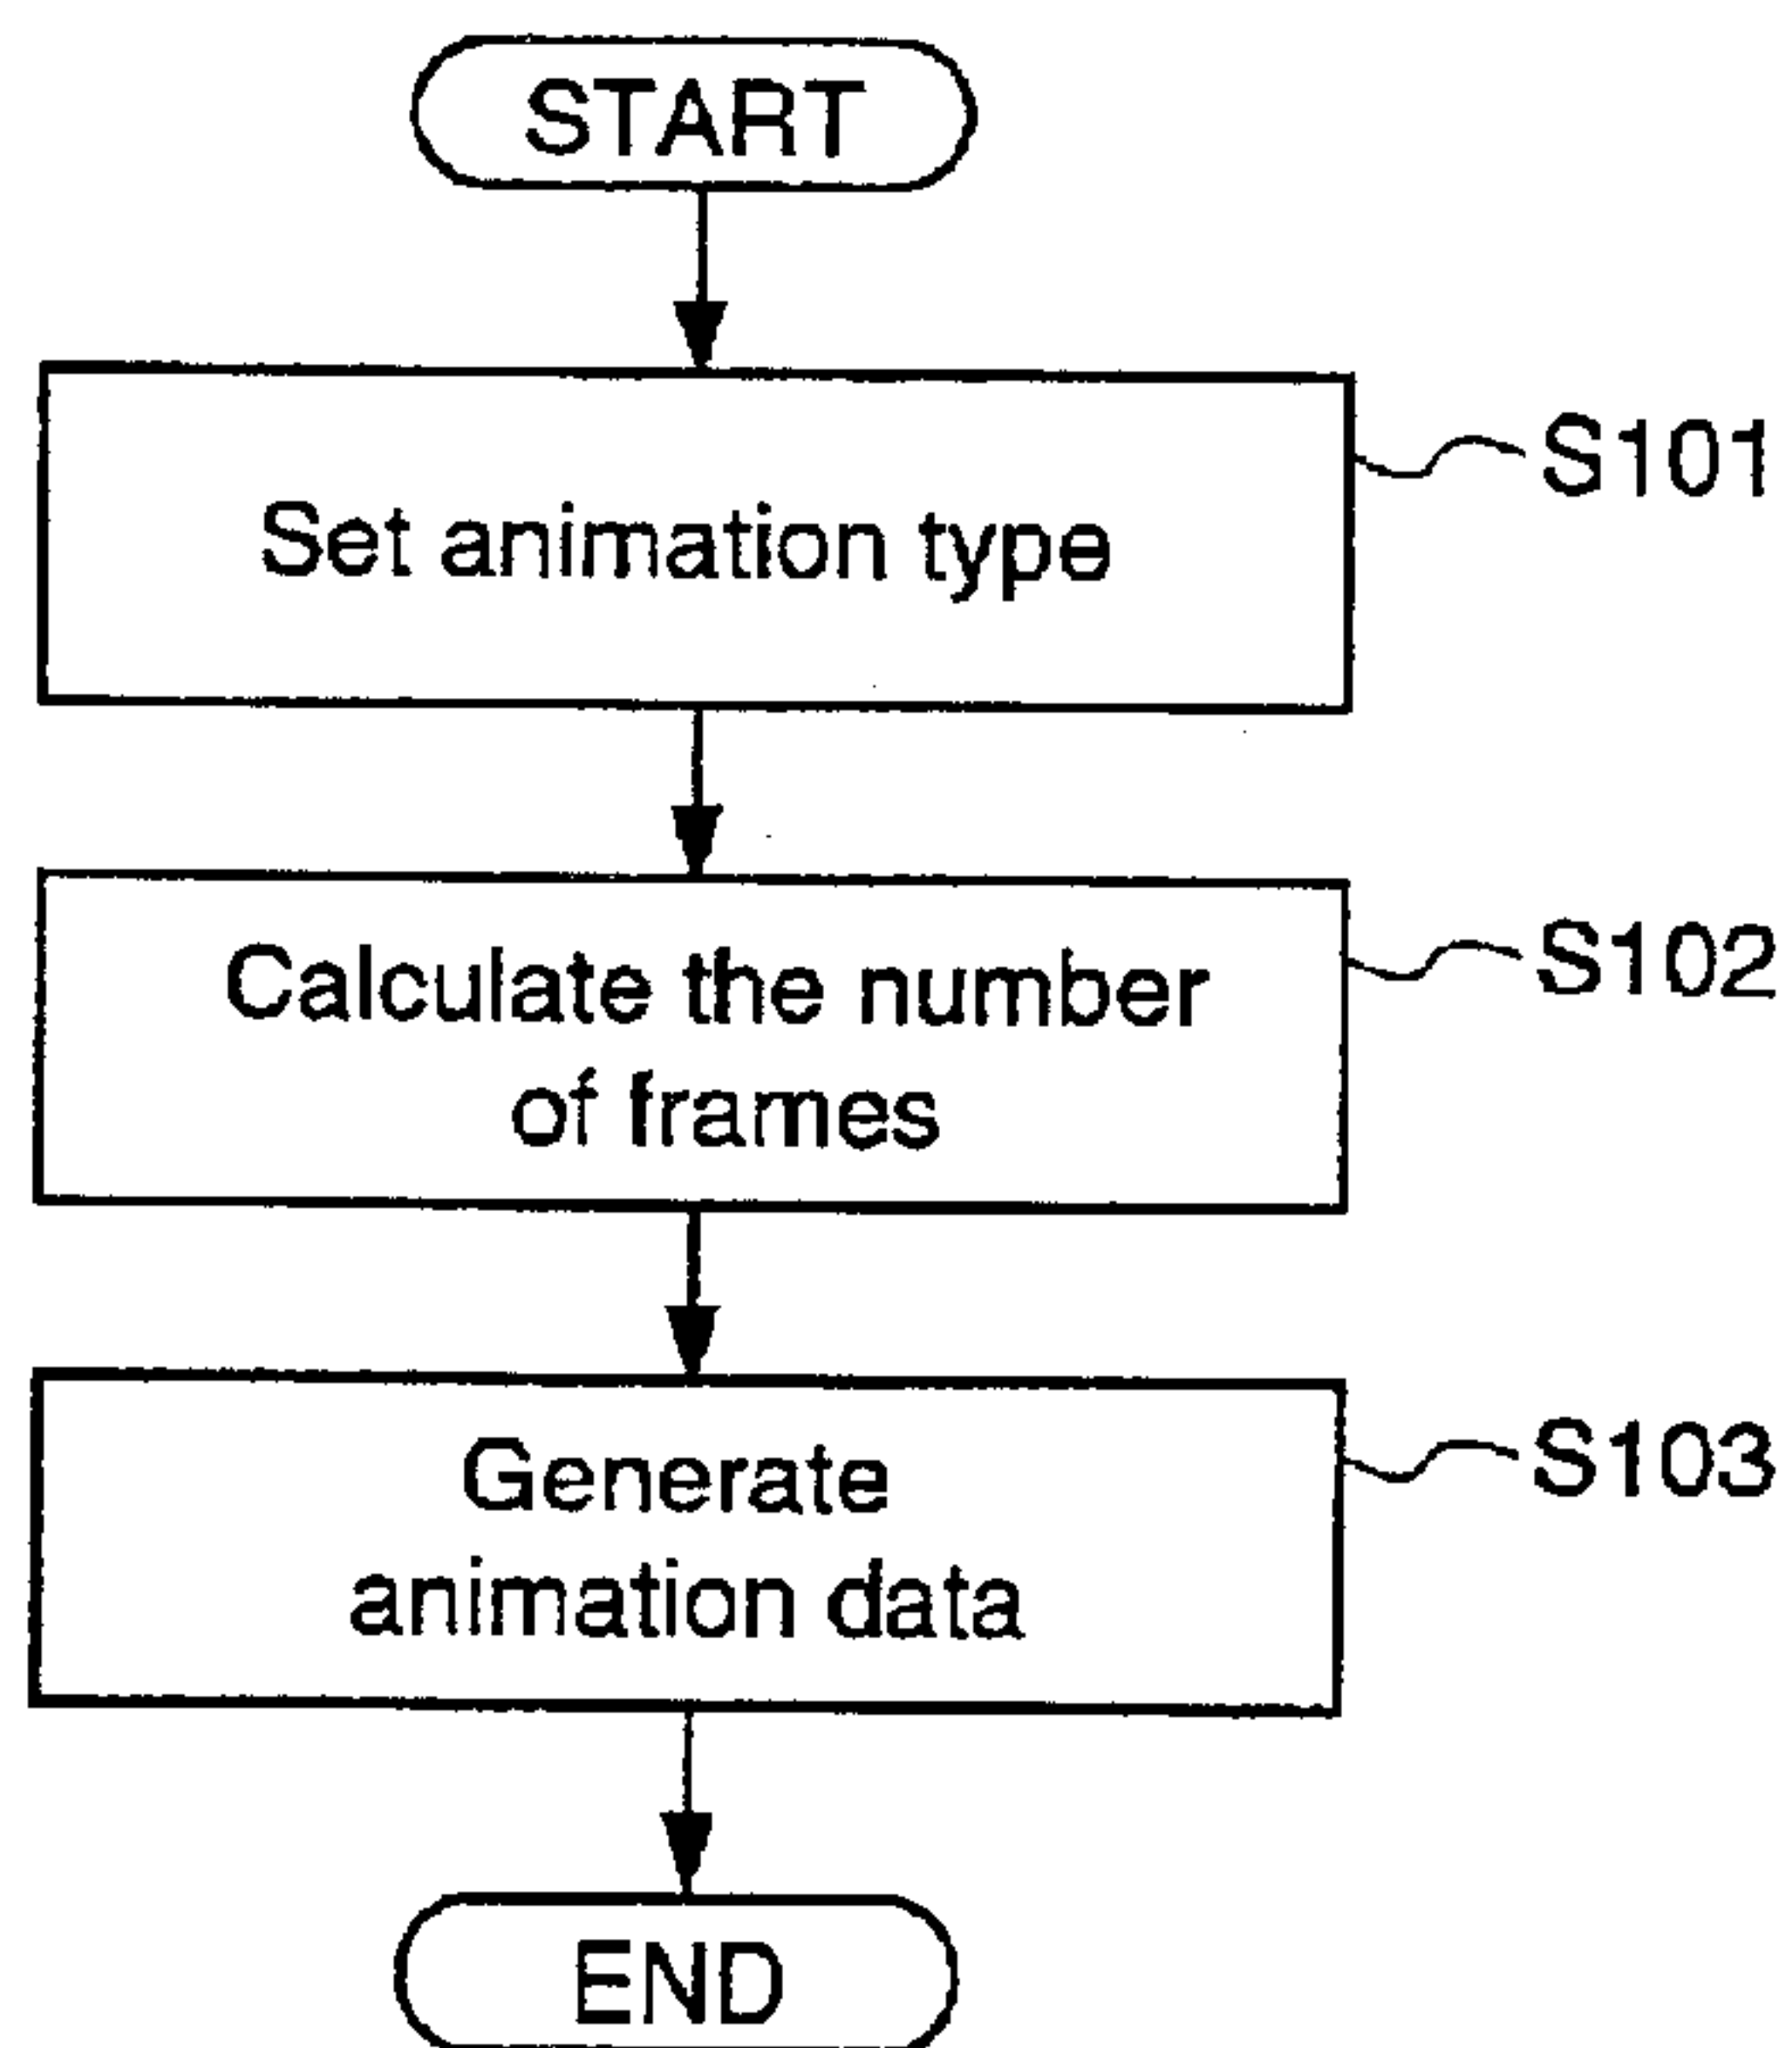 START
Set animation type
S101
Calculate the number
of frames
S102
Generate
animation data
S103
END